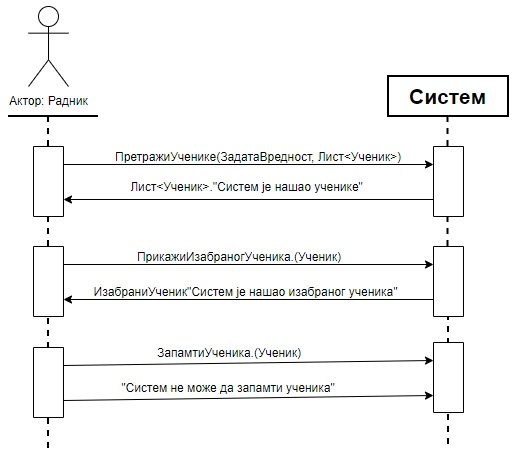 Актор: Радник
Систем
ПретражиУченике(ЗадатаВредност, Лист<Ученик>)
Лист<Ученик>."Систем је нашао ученике"
ПрикажиИзабраногУченика.(Ученик)
ИзабраниУченик"Систем је нашао изабраног ученика"
ЗапамтиУченика.(Ученик)
"Систем не може да запамти ученика"